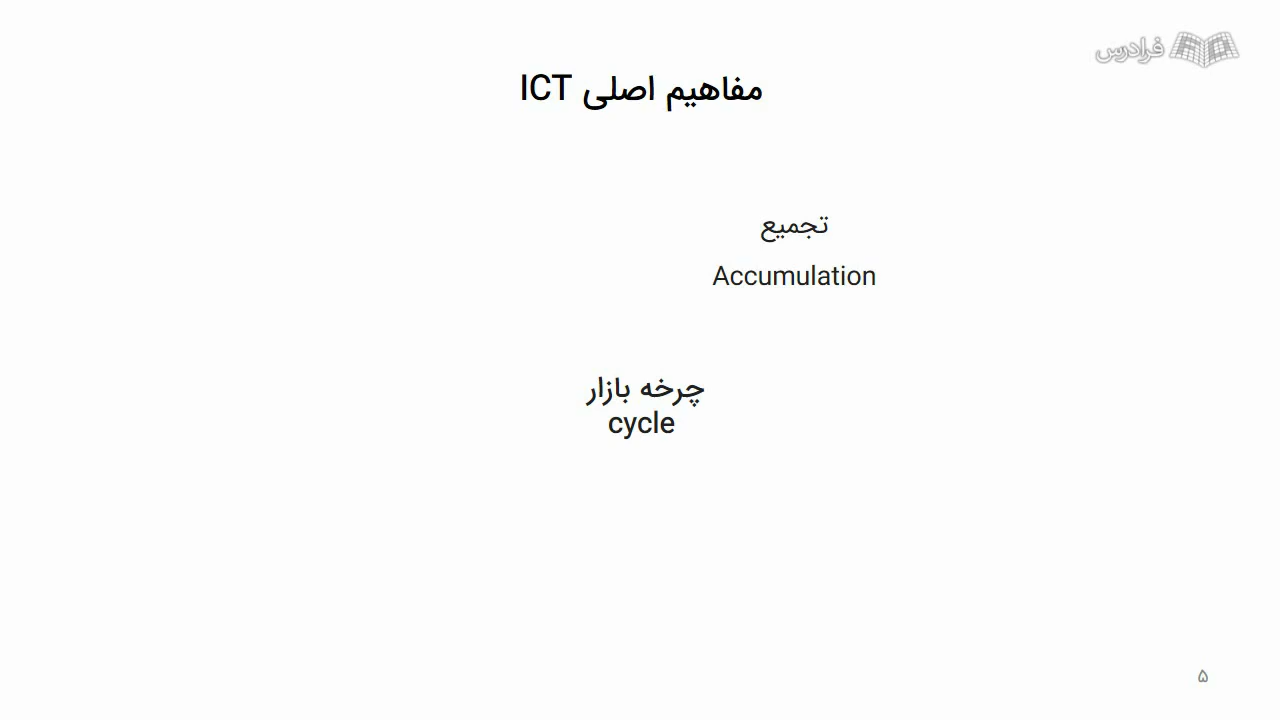 فرادرس
مفاهیم اصلی ICT
تجمیع
Accumulation
چرخه بازار
cycle
۵